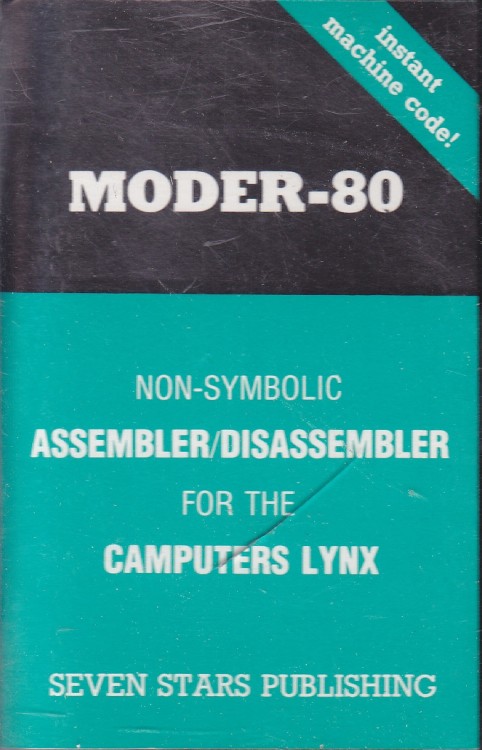 instant
machine code!
MODER-80
NON-SYMBOLIC
ASSEMBLER/DISASSEMBLER
FOR THE
CAMPUTERS LYNX
SEVEN STARS PUBLISHING